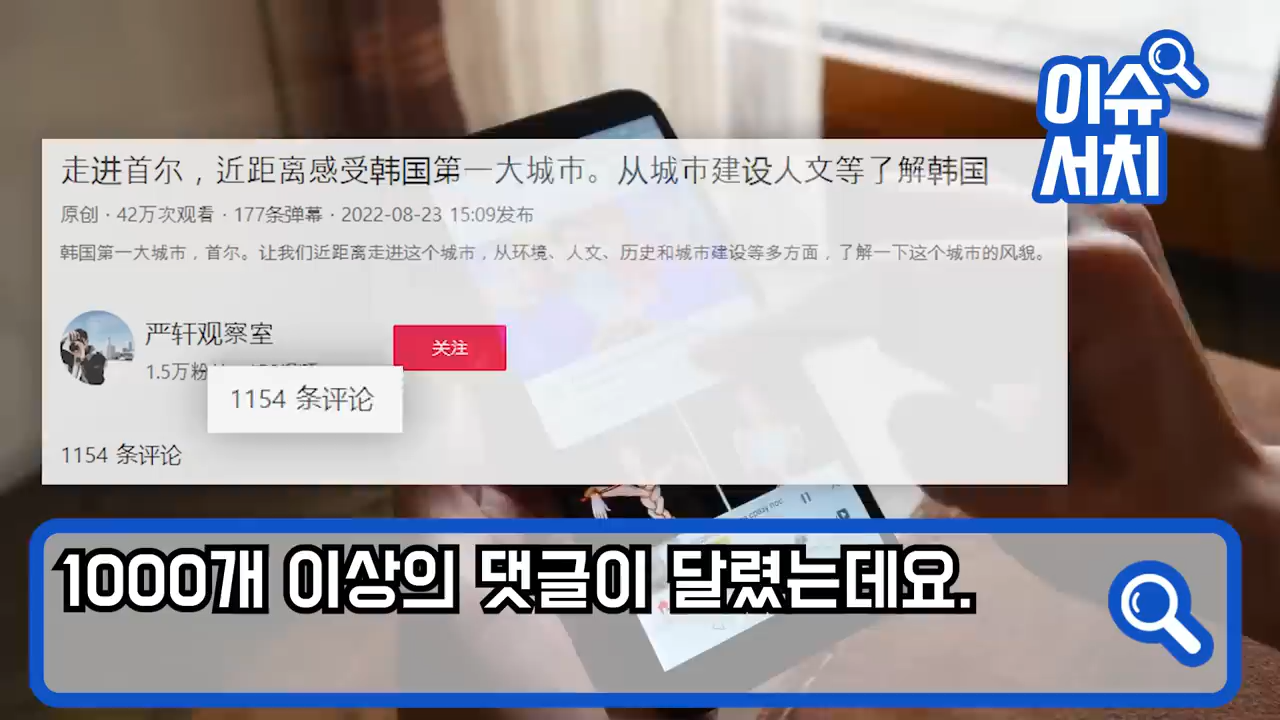 이슈
서치
走进首尔，近距离感受韩国第一大城市。从城市建设人文等了解韩国
原创 · 42万次观看 · 177条弹幕 · 2022-08-23 15:09发布
韩国第一大城市，首尔。让我们近距离走进这个城市，从环境、人文、历史和城市建设等多方面，了解一下这个城市的风貌。
严轩观察室
关注
1.5万粉
1154 条评论
1154 条评论
1000개 이상의 댓글이 달렸는데요.